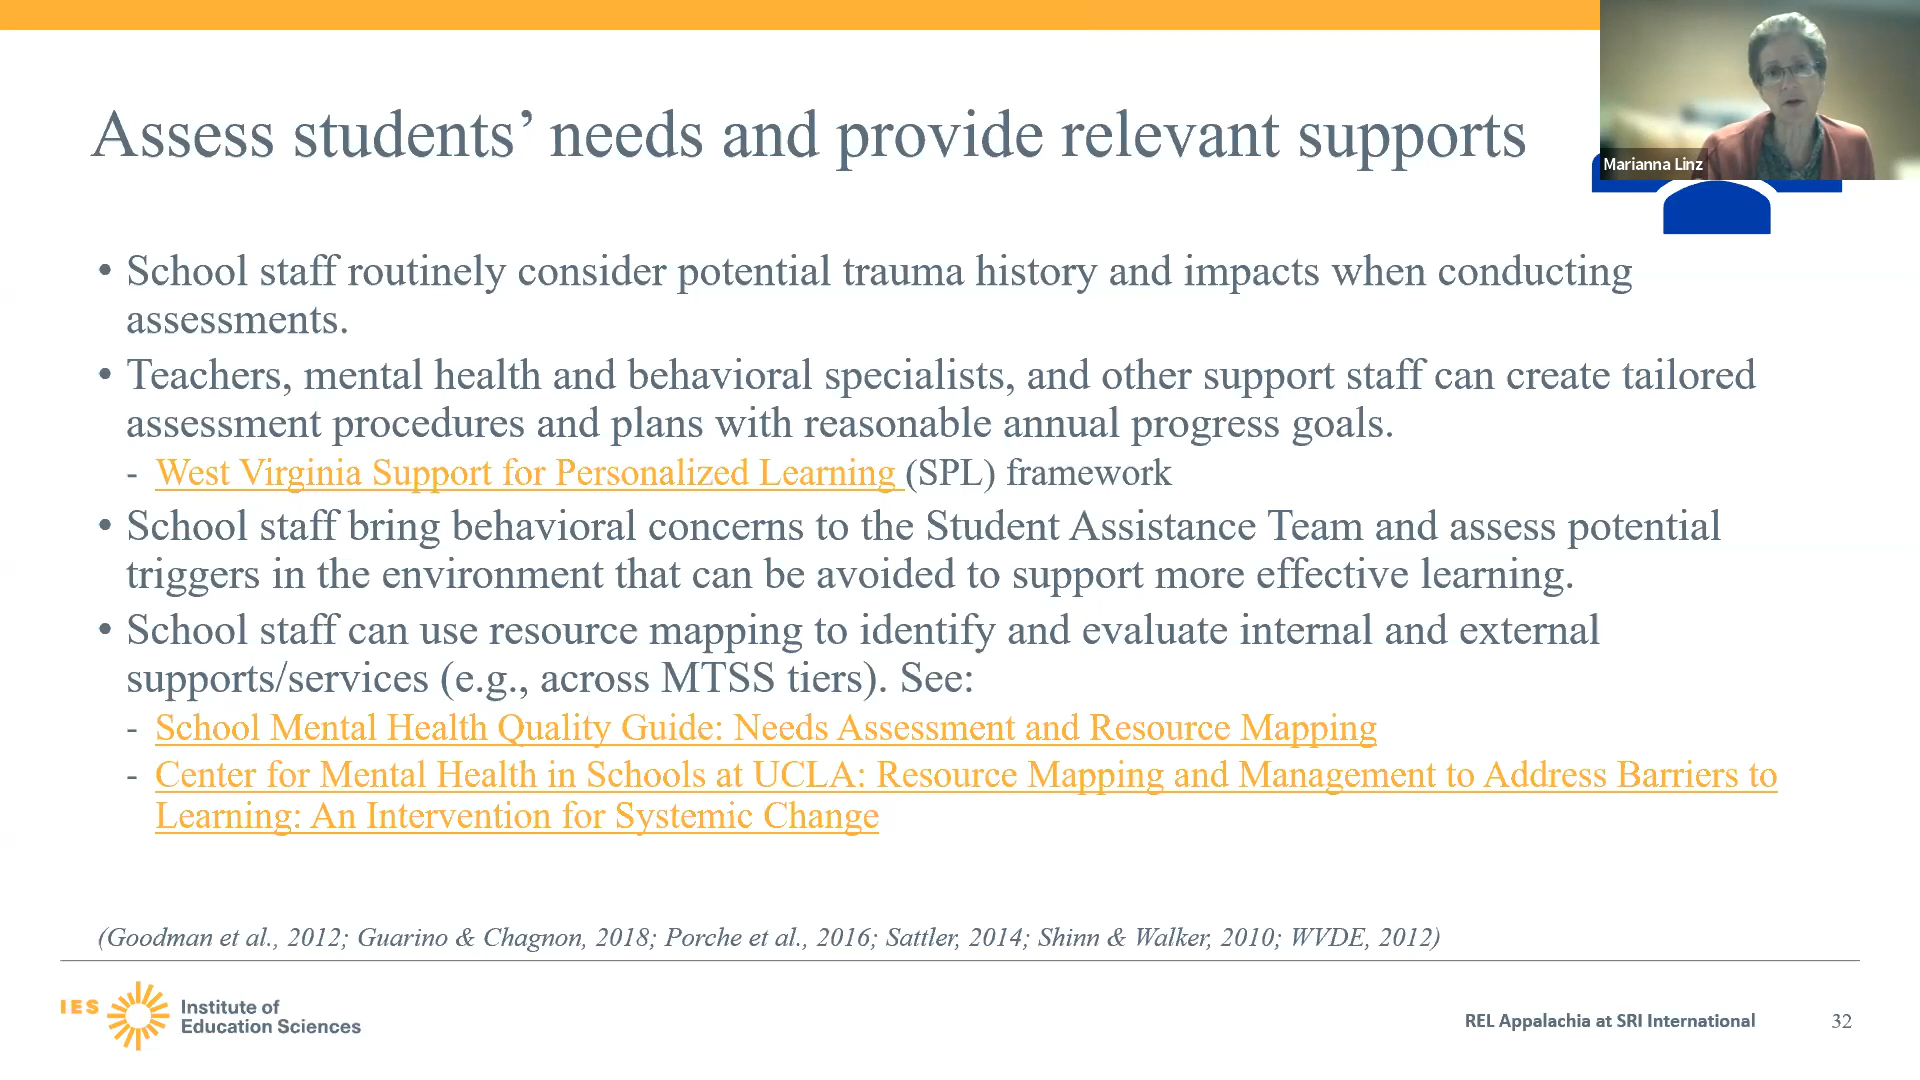 Assess students’ needs and provide relevant supports
Marianna Linz
• School staff routinely consider potential trauma history and impacts when conducting
assessments.
• Teachers, mental health and behavioral specialists, and other support staff can create tailored
assessment procedures and plans with reasonable annual progress goals.
- West Virginia Support for Personalized Learning (SPL) framework
• School staff bring behavioral concerns to the Student Assistance Team and assess potential
triggers in the environment that can be avoided to support more effective learning.
• School staff can use resource mapping to identify and evaluate internal and external
supports/services (e.g., across MTSS tiers). See:
- School Mental Health Quality Guide: Needs Assessment and Resource Mapping
- Center for Mental Health in Schools at UCLA: Resource Mapping and Management to Address Barriers to
Learning: An Intervention for Systemic Change
(Goodman et al., 2012; Guarino & Chagnon, 2018; Porche et al., 2016; Sattler, 2014; Shinn & Walker, 2010; WVDE, 2012)
IES
Institute of
Education Sciences
REL Appalachia at SRI International
32